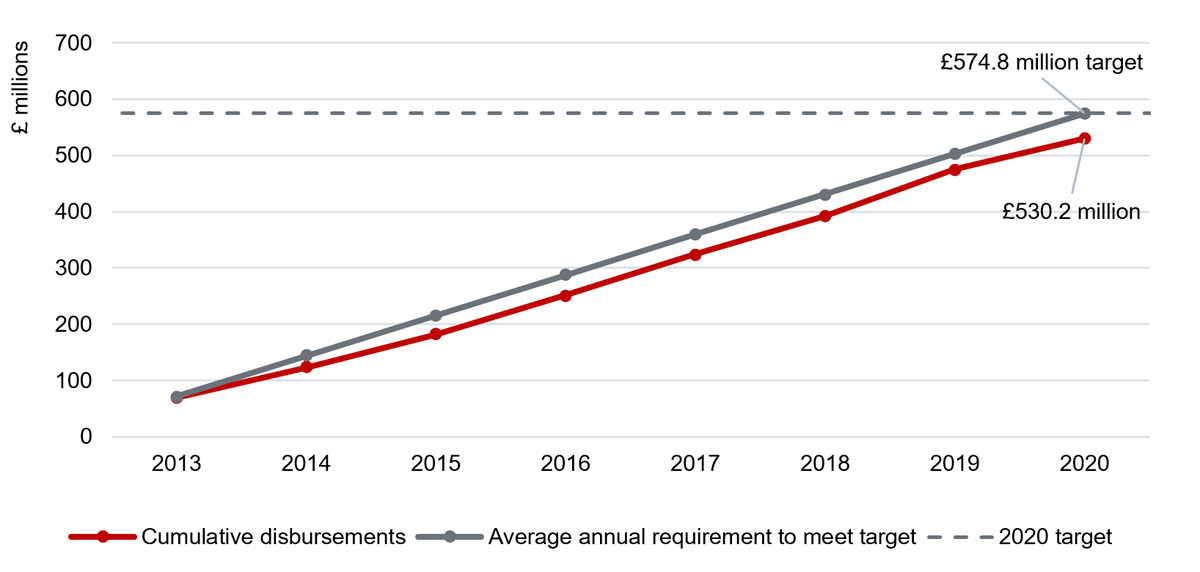 £ millions
700
600
500
400
300
200
100
0
£574.8 million target
£530.2 million
2013 2014 2015 2016 2017 2018 2019 2020
Cumulative disbursements Average annual requirement to meet target 2020 target